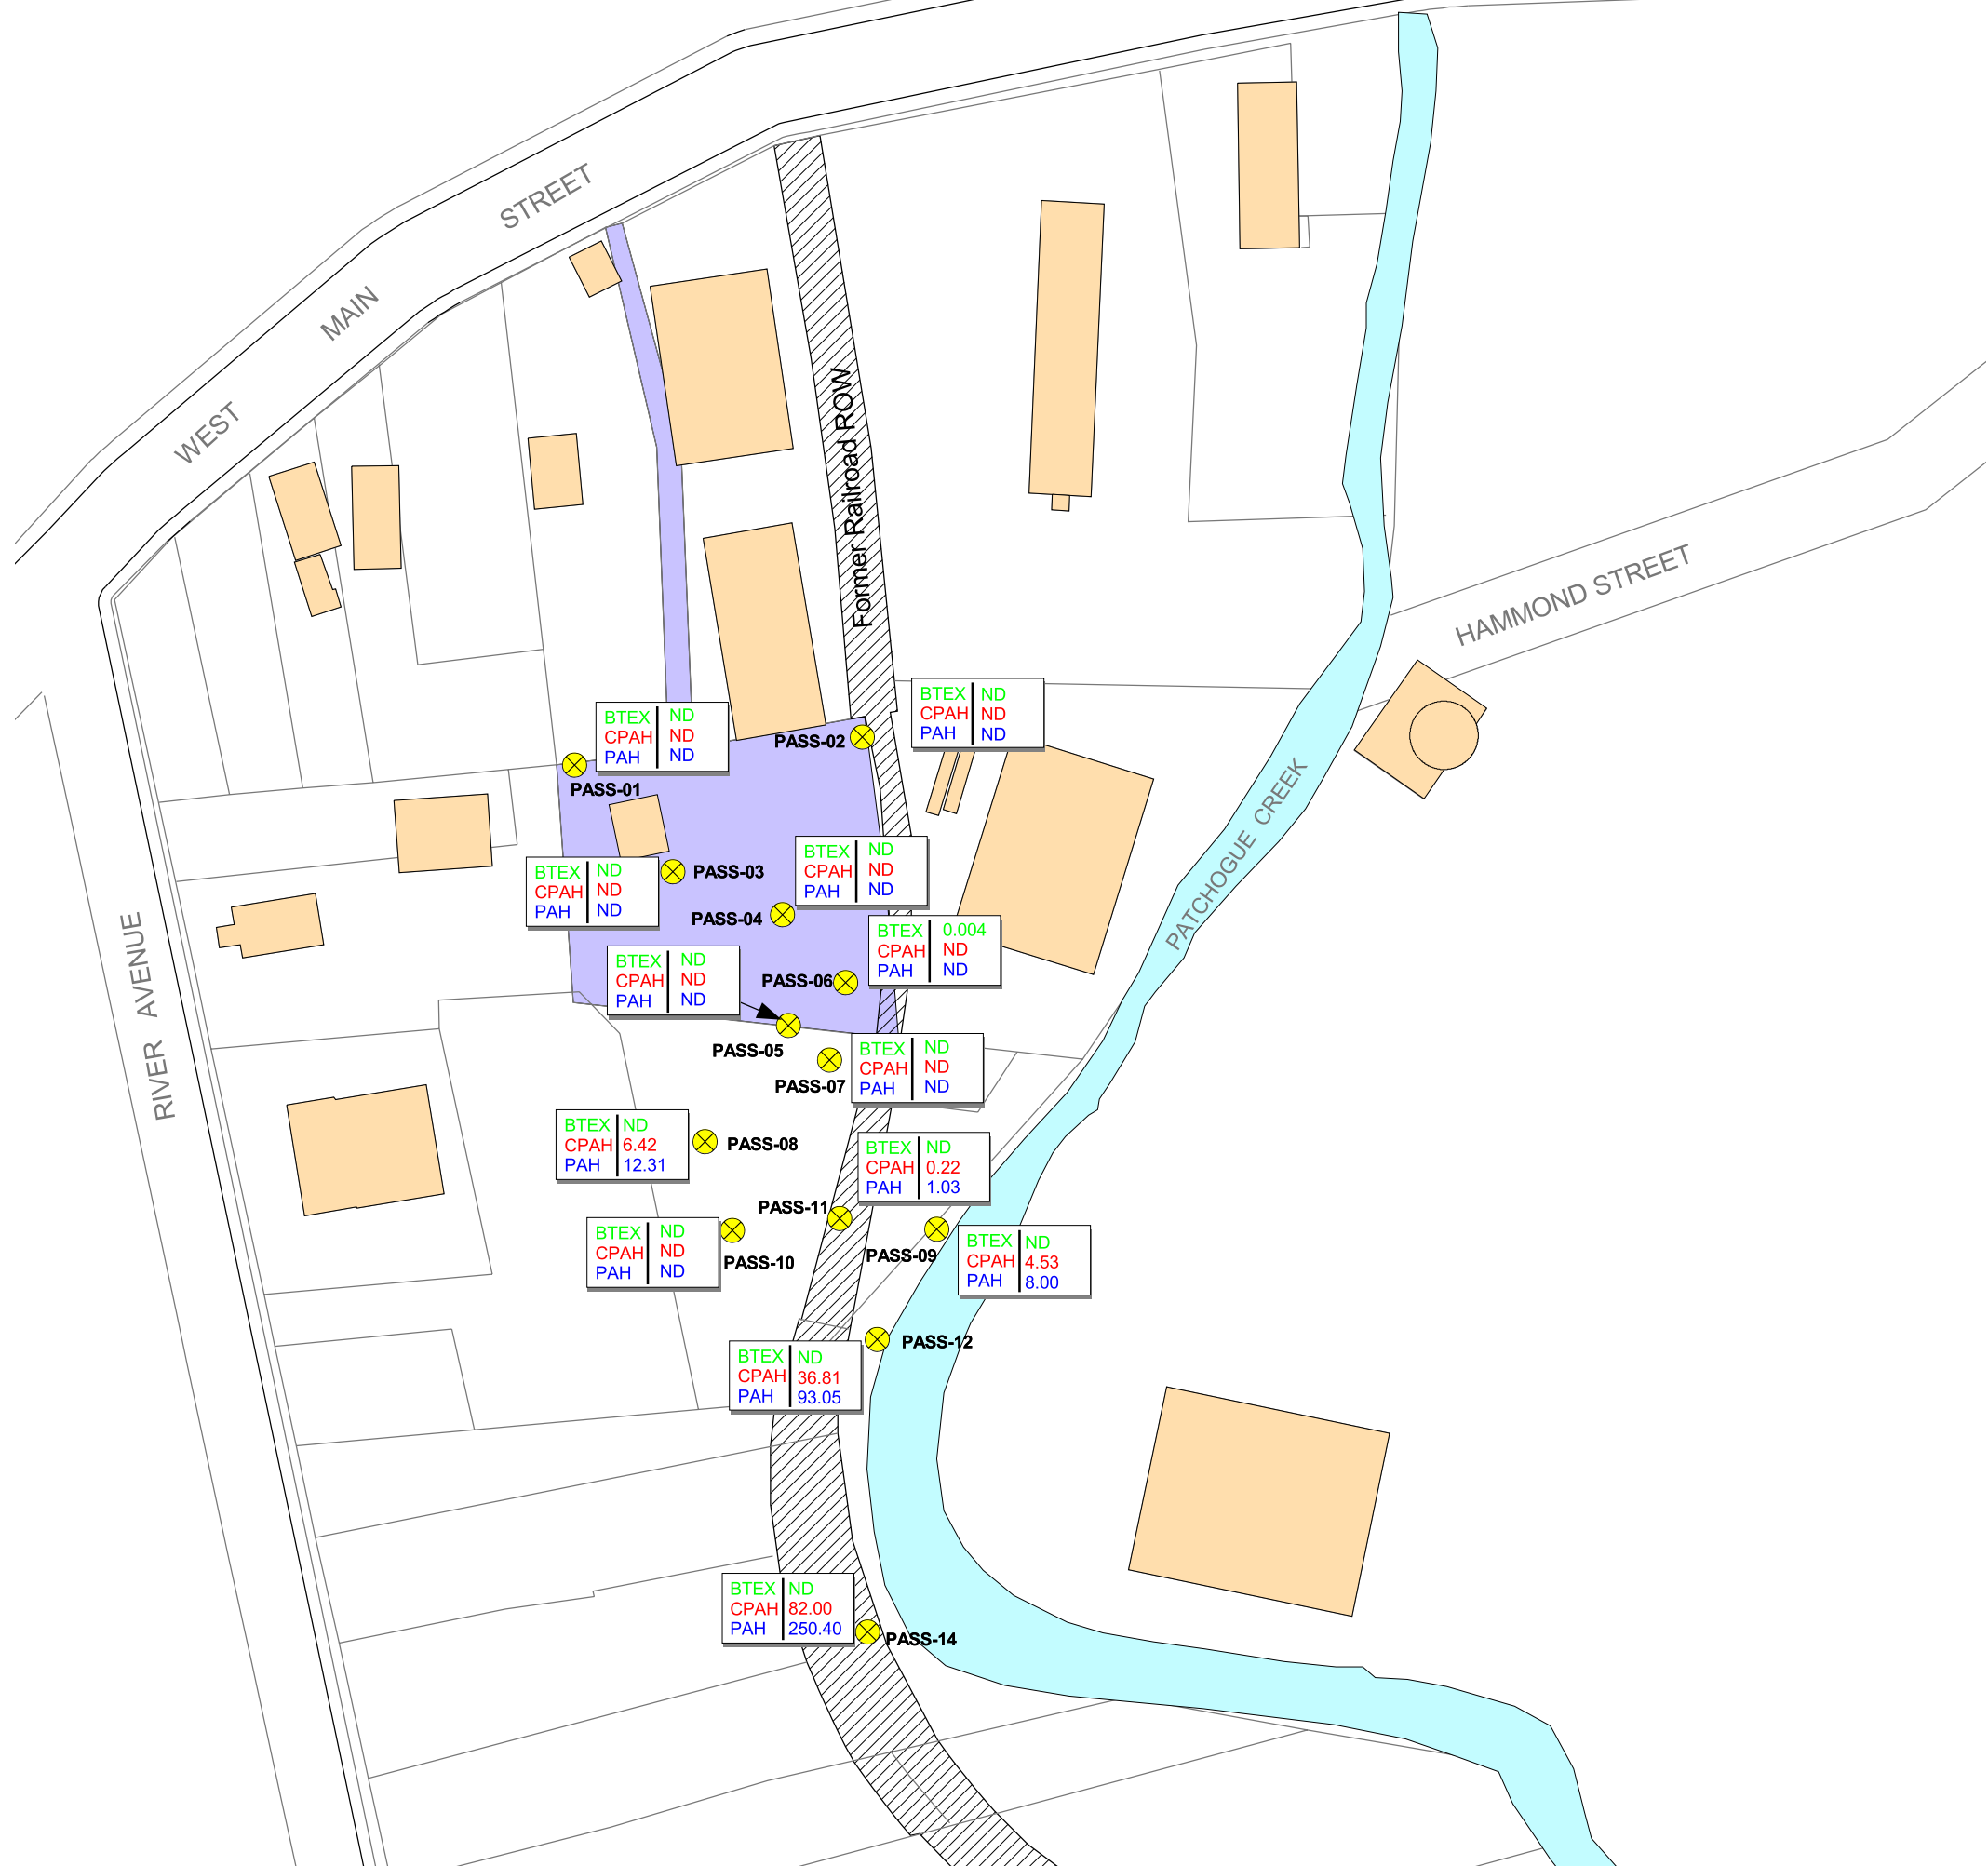 WEST MAIN STREET
Former Railroad ROW
HAMMOND STREET
PATCHOGUE CREEK
RIVER AVENUE
BTEX ND
CPAH ND
PAH ND
PASS-01
BTEX ND
CPAH ND
PAH ND
PASS-02
BTEX ND
CPAH ND
PAH ND
PASS-03
BTEX ND
CPAH ND
PAH ND
PASS-04
BTEX 0.004
CPAH ND
PAH ND
PASS-06
BTEX ND
CPAH ND
PAH ND
PASS-05
BTEX ND
CPAH ND
PAH ND
PASS-07
BTEX ND
CPAH 6.42
PAH 12.31
PASS-08
BTEX ND
CPAH 0.22
PAH 1.03
PASS-11
BTEX ND
CPAH ND
PAH ND
PASS-10
PASS-09
BTEX ND
CPAH 4.53
PAH 8.00
PASS-12
BTEX ND
CPAH 36.81
PAH 93.05
BTEX ND
CPAH 82.00
PAH 250.40
PASS-14